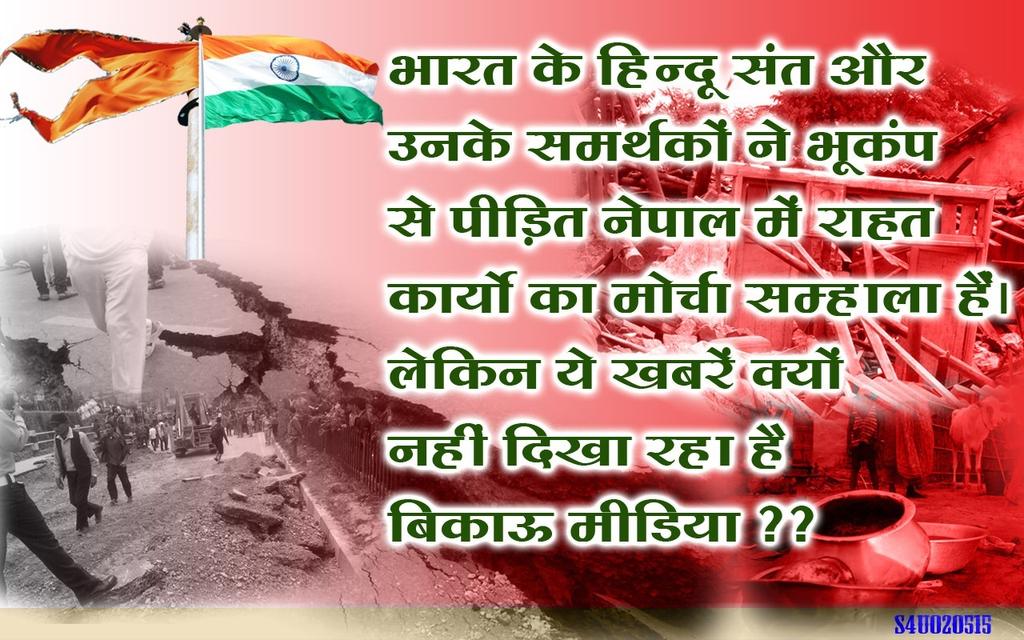 भारत के हिन्दू संत और
उनके समर्थकों ने भूकंप
से पीड़ित नेपाल में राहत
कार्यो का मोर्चा सम्हाला हैं।
लेकिन ये खबरें क्यों
नहीं दिखा रहा है
बिकाऊ मीडिया ??
S4U020515